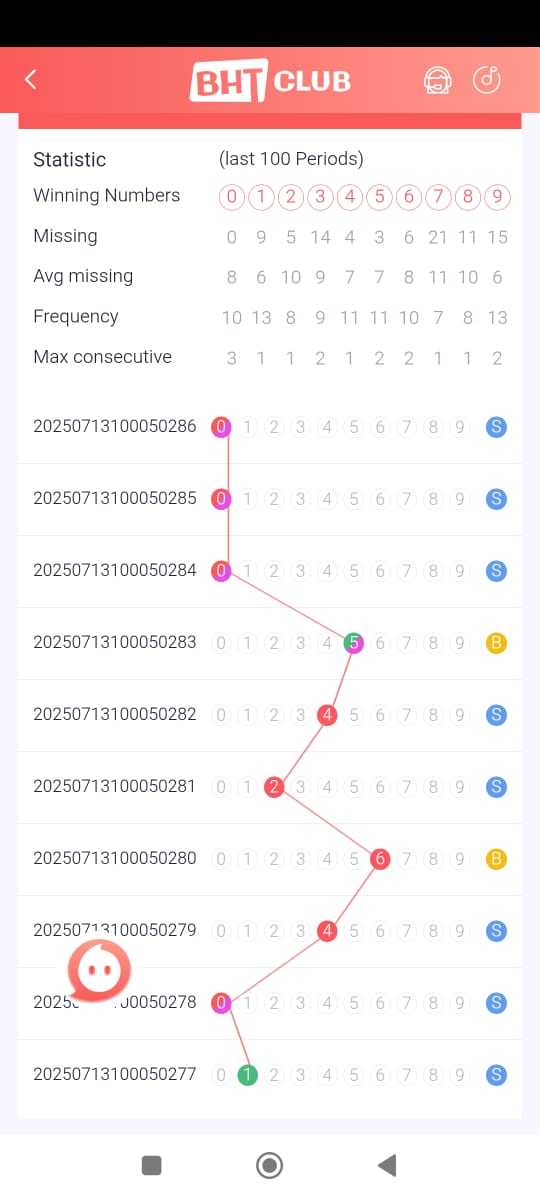 BHT CLUB
Statistic (last 100 Periods)
Winning Numbers 0 1 2 3 4 5 6 7 8 9
Missing 0 9 5 14 4 3 6 21 11 15
Avg missing 8 6 10 9 7 7 8 11 10 6
Frequency 10 13 8 9 11 11 10 7 8 13
Max consecutive 3 1 1 2 1 2 2 1 1 2
20250713100050286 0 1 2 3 4 5 6 7 8 9 S
20250713100050285 0 1 2 3 4 5 6 7 8 9 S
20250713100050284 0 1 2 3 4 5 6 7 8 9 S
20250713100050283 0 1 2 3 4 5 6 7 8 9 B
20250713100050282 0 1 2 3 4 5 6 7 8 9 S
20250713100050281 0 1 2 3 4 5 6 7 8 9 S
20250713100050280 0 1 2 3 4 5 6 7 8 9 B
20250713100050279 0 1 2 3 4 5 6 7 8 9 S
0 1 2 3 4 5 6 7 8 9 S
20250713100050277 0 1 2 3 4 5 6 7 8 9 S